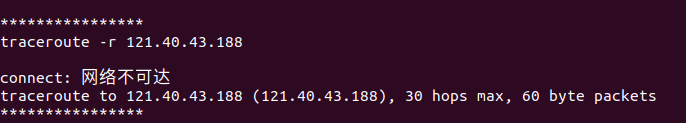 ****************
traceroute -r 121.40.43.188
connect: 网络不可达
traceroute to 121.40.43.188 (121.40.43.188), 30 hops max, 60 byte packets
****************